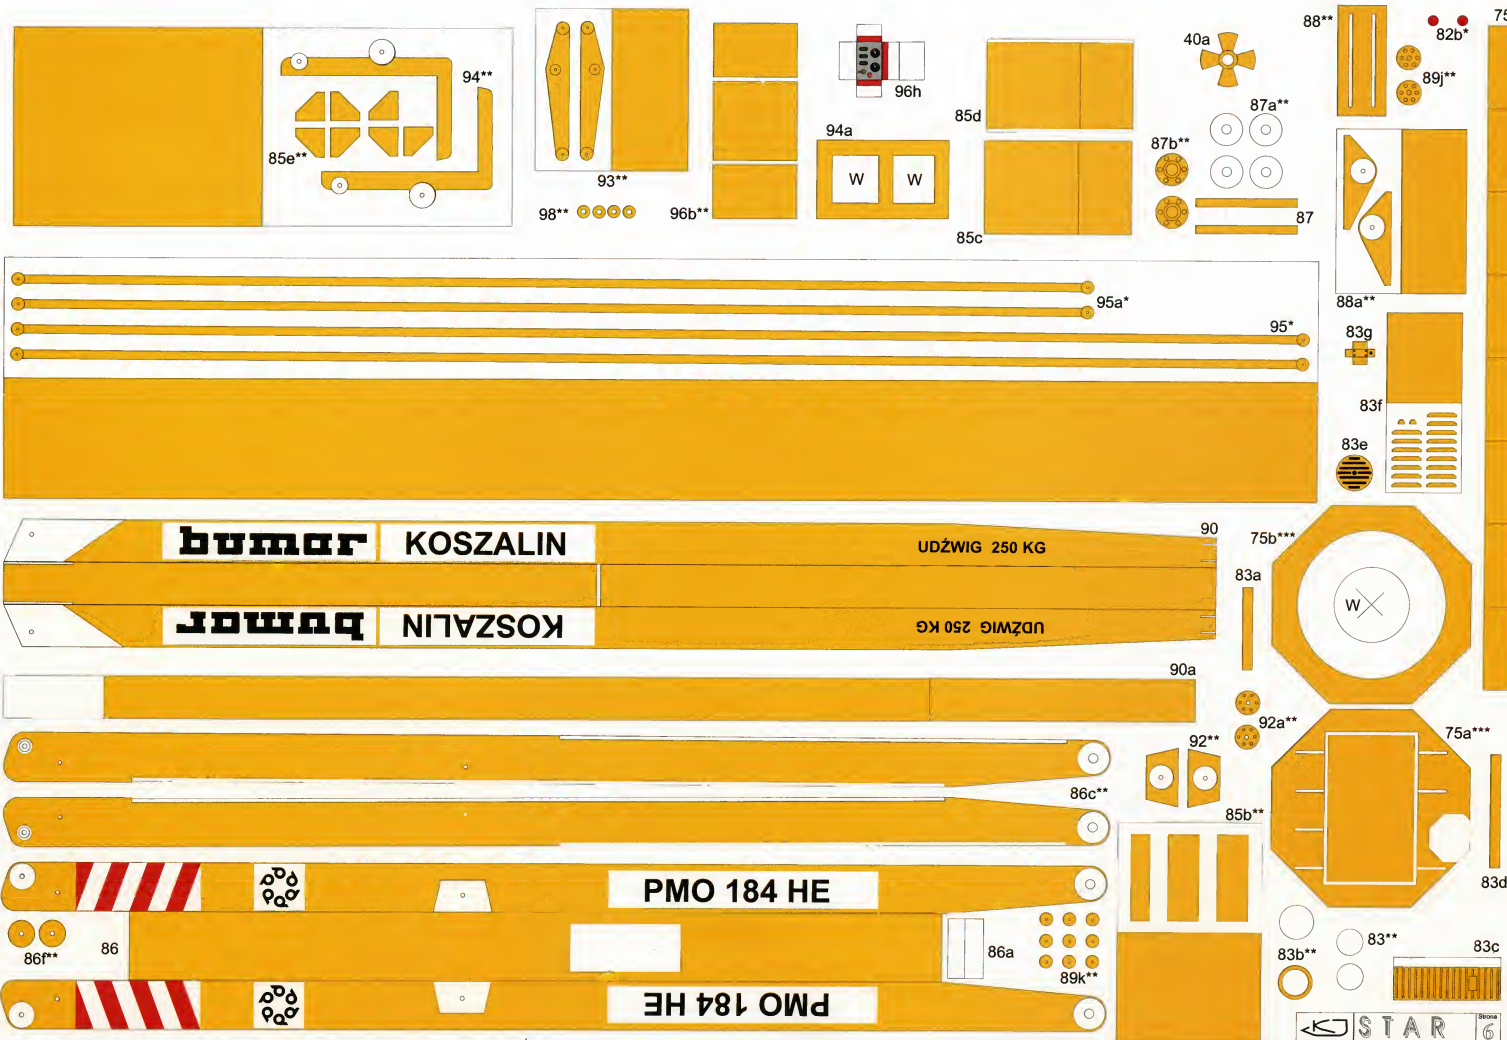 88**
82b*
75
40a
94**
89j**
96h
85d
87a**
94a
87b**
85e**
W W
93**
98**
96b**
87
85c
88a**
95a*
95*
83g
83f
83e
bumar KOSZALIN
UDŹWIG 250 KG
90
75b***
83a
W
bumar KOSZALIN
UDŹWIG 250 KG
90a
92a**
75a***
92**
86c**
85b**
83d
PMO 184 HE
86f**
86
86a
89k**
83**
83b**
83c
PMO 184 HE
KJ STAR
Strona
6